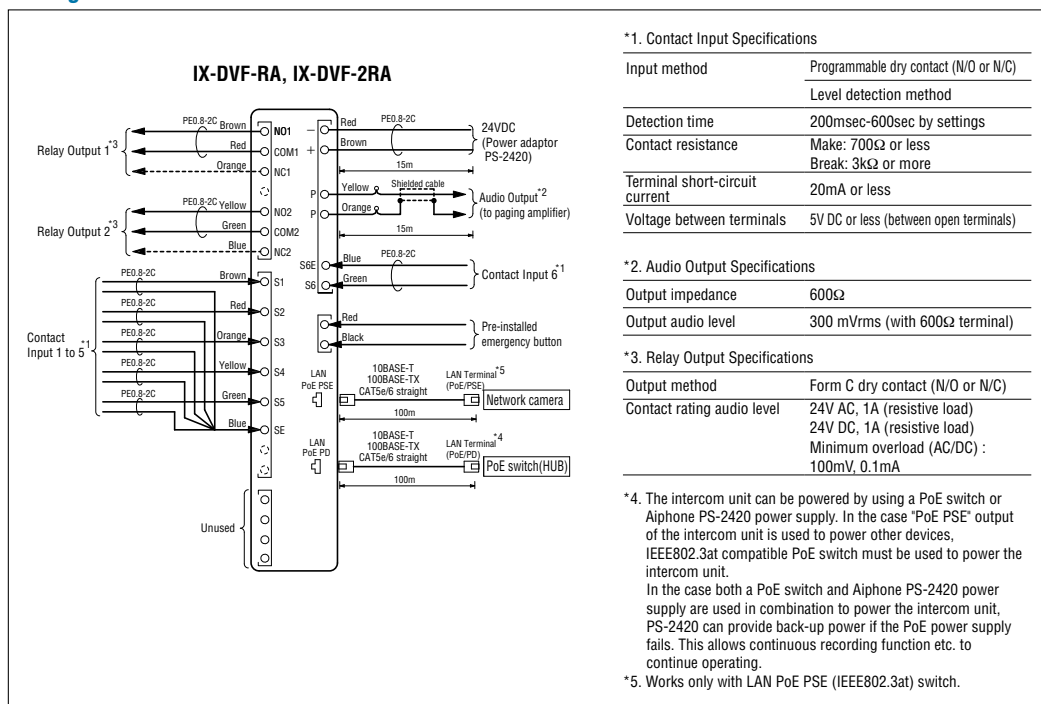 IX-DVF-RA, IX-DVF-2RA
Relay Output 1*3
PE0.8-2C
Brown
NO1
Red
COM1
Orange
NC1
Relay Output 2*3
PE0.8-2C
Yellow
NO2
Green
COM2
Blue
NC2
Contact
Input 1 to 5*1
PE0.8-2C
Brown
S1
PE0.8-2C
Red
S2
PE0.8-2C
Orange
S3
PE0.8-2C
Yellow
S4
PE0.8-2C
Green
S5
Blue
SE
Unused
−
Red
PE0.8-2C
+
Brown
24VDC
(Power adaptor
PS-2420)
15m
P
Yellow
Shielded cable
P
Orange
Audio Output*2
(to paging amplifier)
15m
S6E
Blue
PE0.8-2C
S6
Green
Contact Input 6*1
Red
Black
Pre-installed
emergency button
LAN
PoE PSE
10BASE-T
100BASE-TX
CAT5e/6 straight
LAN Terminal*5
(PoE/PSE)
Network camera
100m
LAN
PoE PD
10BASE-T
100BASE-TX
CAT5e/6 straight
LAN Terminal*4
(PoE/PD)
PoE switch(HUB)
100m
*1. Contact Input Specifications
Input method
Programmable dry contact (N/O or N/C)
Level detection method
Detection time
200msec-600sec by settings
Contact resistance
Make: 700Ω or less
Break: 3kΩ or more
Terminal short-circuit
current
20mA or less
Voltage between terminals
5V DC or less (between open terminals)
*2. Audio Output Specifications
Output impedance
600Ω
Output audio level
300 mVrms (with 600Ω terminal)
*3. Relay Output Specifications
Output method
Form C dry contact (N/O or N/C)
Contact rating audio level
24V AC, 1A (resistive load)
24V DC, 1A (resistive load)
Minimum overload (AC/DC) :
100mV, 0.1mA
*4. The intercom unit can be powered by using a PoE switch or
Aiphone PS-2420 power supply. In the case "PoE PSE" output
of the intercom unit is used to power other devices,
IEEE802.3at compatible PoE switch must be used to power the
intercom unit.
In the case both a PoE switch and Aiphone PS-2420 power
supply are used in combination to power the intercom unit,
PS-2420 can provide back-up power if the PoE power supply
fails. This allows continuous recording function etc. to
continue operating.
*5. Works only with LAN PoE PSE (IEEE802.3at) switch.